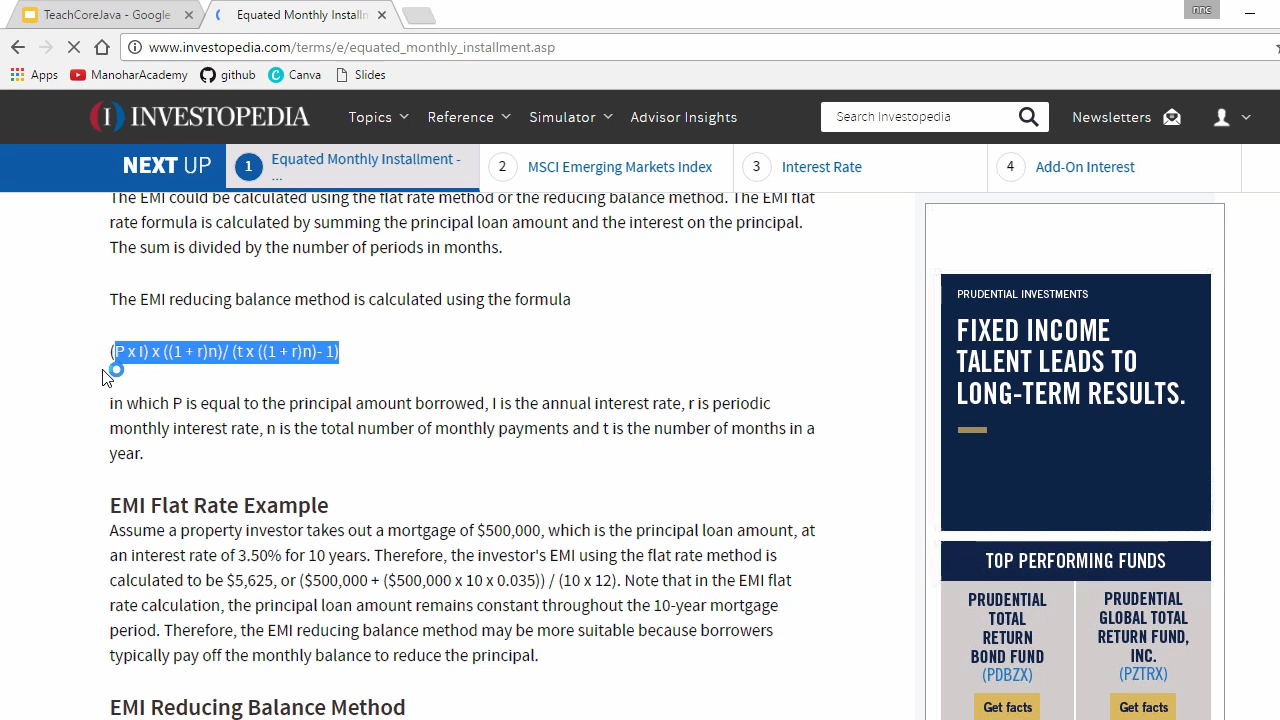 TeachCoreJava - Google
Equated Monthly Installm
nnc
www.investopedia.com/terms/e/equated_monthly_installment.asp
Apps ManoharAcademy github Canva Slides
INVESTOPEDIA Topics Reference Simulator Advisor Insights Search Investopedia Newsletters
NEXT UP 1 Equated Monthly Installment - ... 2 MSCI Emerging Markets Index 3 Interest Rate 4 Add-On Interest
The EMI could be calculated using the flat rate method or the reducing balance method. The EMI flat
rate formula is calculated by summing the principal loan amount and the interest on the principal.
The sum is divided by the number of periods in months.
The EMI reducing balance method is calculated using the formula
(P x I) x ((1 + r)n)/ (t x ((1 + r)n)- 1)
in which P is equal to the principal amount borrowed, I is the annual interest rate, r is periodic
monthly interest rate, n is the total number of monthly payments and t is the number of months in a
year.
EMI Flat Rate Example
Assume a property investor takes out a mortgage of $500,000, which is the principal loan amount, at
an interest rate of 3.50% for 10 years. Therefore, the investor's EMI using the flat rate method is
calculated to be $5,625, or ($500,000 + ($500,000 x 10 x 0.035)) / (10 x 12). Note that in the EMI flat
rate calculation, the principal loan amount remains constant throughout the 10-year mortgage
period. Therefore, the EMI reducing balance method may be more suitable because borrowers
typically pay off the monthly balance to reduce the principal.
EMI Reducing Balance Method
PRUDENTIAL INVESTMENTS
FIXED INCOME
TALENT LEADS TO
LONG-TERM RESULTS.
TOP PERFORMING FUNDS
PRUDENTIAL
TOTAL
RETURN
BOND FUND
(PDBZX)
Get facts
PRUDENTIAL
GLOBAL TOTAL
RETURN FUND,
INC.
(PZTRX)
Get facts